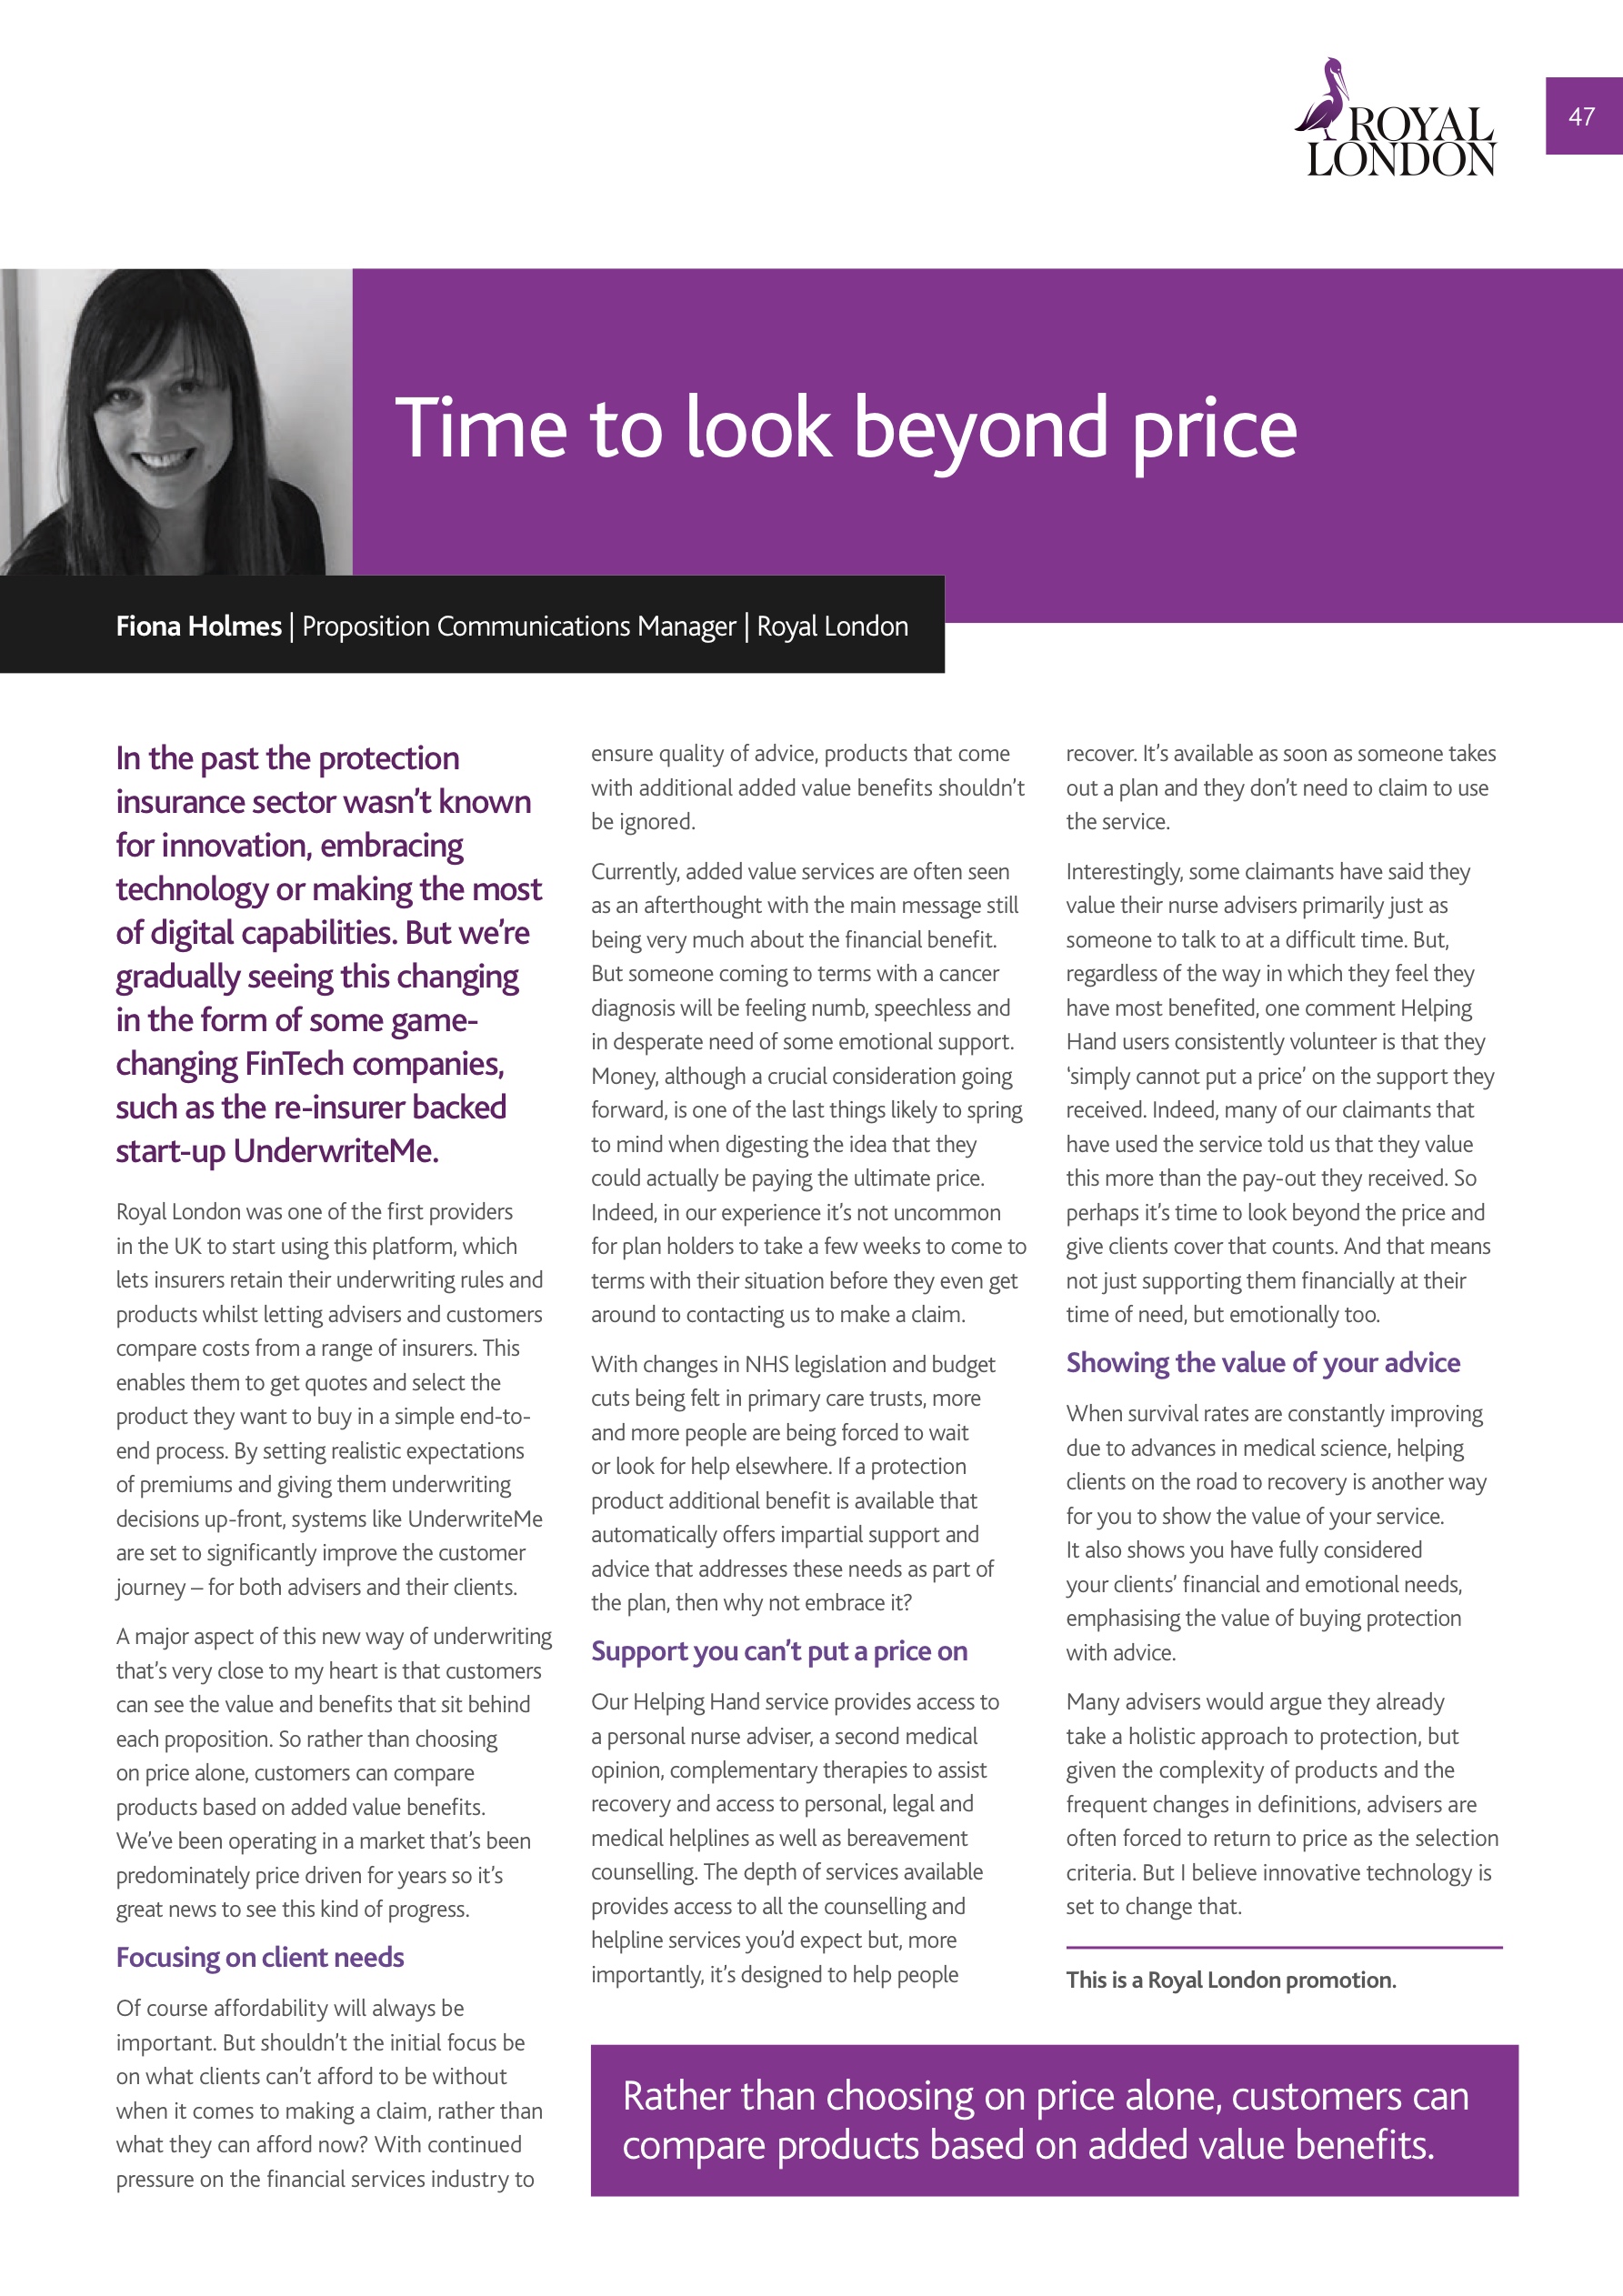 ROYAL
LONDON
47
Time to look beyond price
Fiona Holmes | Proposition Communications Manager | Royal London
In the past the protection
insurance sector wasn't known
for innovation, embracing
technology or making the most
of digital capabilities. But we're
gradually seeing this changing
in the form of some game-
changing FinTech companies,
such as the re-insurer backed
start-up UnderwriteMe.
Royal London was one of the first providers
in the UK to start using this platform, which
lets insurers retain their underwriting rules and
products whilst letting advisers and customers
compare costs from a range of insurers. This
enables them to get quotes and select the
product they want to buy in a simple end-to-
end process. By setting realistic expectations
of premiums and giving them underwriting
decisions up-front, systems like UnderwriteMe
are set to significantly improve the customer
journey – for both advisers and their clients.
A major aspect of this new way of underwriting
that's very close to my heart is that customers
can see the value and benefits that sit behind
each proposition. So rather than choosing
on price alone, customers can compare
products based on added value benefits.
We've been operating in a market that's been
predominately price driven for years so it's
great news to see this kind of progress.
Focusing on client needs
Of course affordability will always be
important. But shouldn't the initial focus be
on what clients can't afford to be without
when it comes to making a claim, rather than
what they can afford now? With continued
pressure on the financial services industry to
ensure quality of advice, products that come
with additional added value benefits shouldn't
be ignored.
Currently, added value services are often seen
as an afterthought with the main message still
being very much about the financial benefit.
But someone coming to terms with a cancer
diagnosis will be feeling numb, speechless and
in desperate need of some emotional support.
Money, although a crucial consideration going
forward, is one of the last things likely to spring
to mind when digesting the idea that they
could actually be paying the ultimate price.
Indeed, in our experience it's not uncommon
for plan holders to take a few weeks to come to
terms with their situation before they even get
around to contacting us to make a claim.
With changes in NHS legislation and budget
cuts being felt in primary care trusts, more
and more people are being forced to wait
or look for help elsewhere. If a protection
product additional benefit is available that
automatically offers impartial support and
advice that addresses these needs as part of
the plan, then why not embrace it?
Support you can't put a price on
Our Helping Hand service provides access to
a personal nurse adviser, a second medical
opinion, complementary therapies to assist
recovery and access to personal, legal and
medical helplines as well as bereavement
counselling. The depth of services available
provides access to all the counselling and
helpline services you'd expect but, more
importantly, it's designed to help people
recover. It's available as soon as someone takes
out a plan and they don't need to claim to use
the service.
Interestingly, some claimants have said they
value their nurse advisers primarily just as
someone to talk to at a difficult time. But,
regardless of the way in which they feel they
have most benefited, one comment Helping
Hand users consistently volunteer is that they
'simply cannot put a price' on the support they
received. Indeed, many of our claimants that
have used the service told us that they value
this more than the pay-out they received. So
perhaps it's time to look beyond the price and
give clients cover that counts. And that means
not just supporting them financially at their
time of need, but emotionally too.
Showing the value of your advice
When survival rates are constantly improving
due to advances in medical science, helping
clients on the road to recovery is another way
for you to show the value of your service.
It also shows you have fully considered
your clients' financial and emotional needs,
emphasising the value of buying protection
with advice.
Many advisers would argue they already
take a holistic approach to protection, but
given the complexity of products and the
frequent changes in definitions, advisers are
often forced to return to price as the selection
criteria. But I believe innovative technology is
set to change that.
This is a Royal London promotion.
Rather than choosing on price alone, customers can
compare products based on added value benefits.